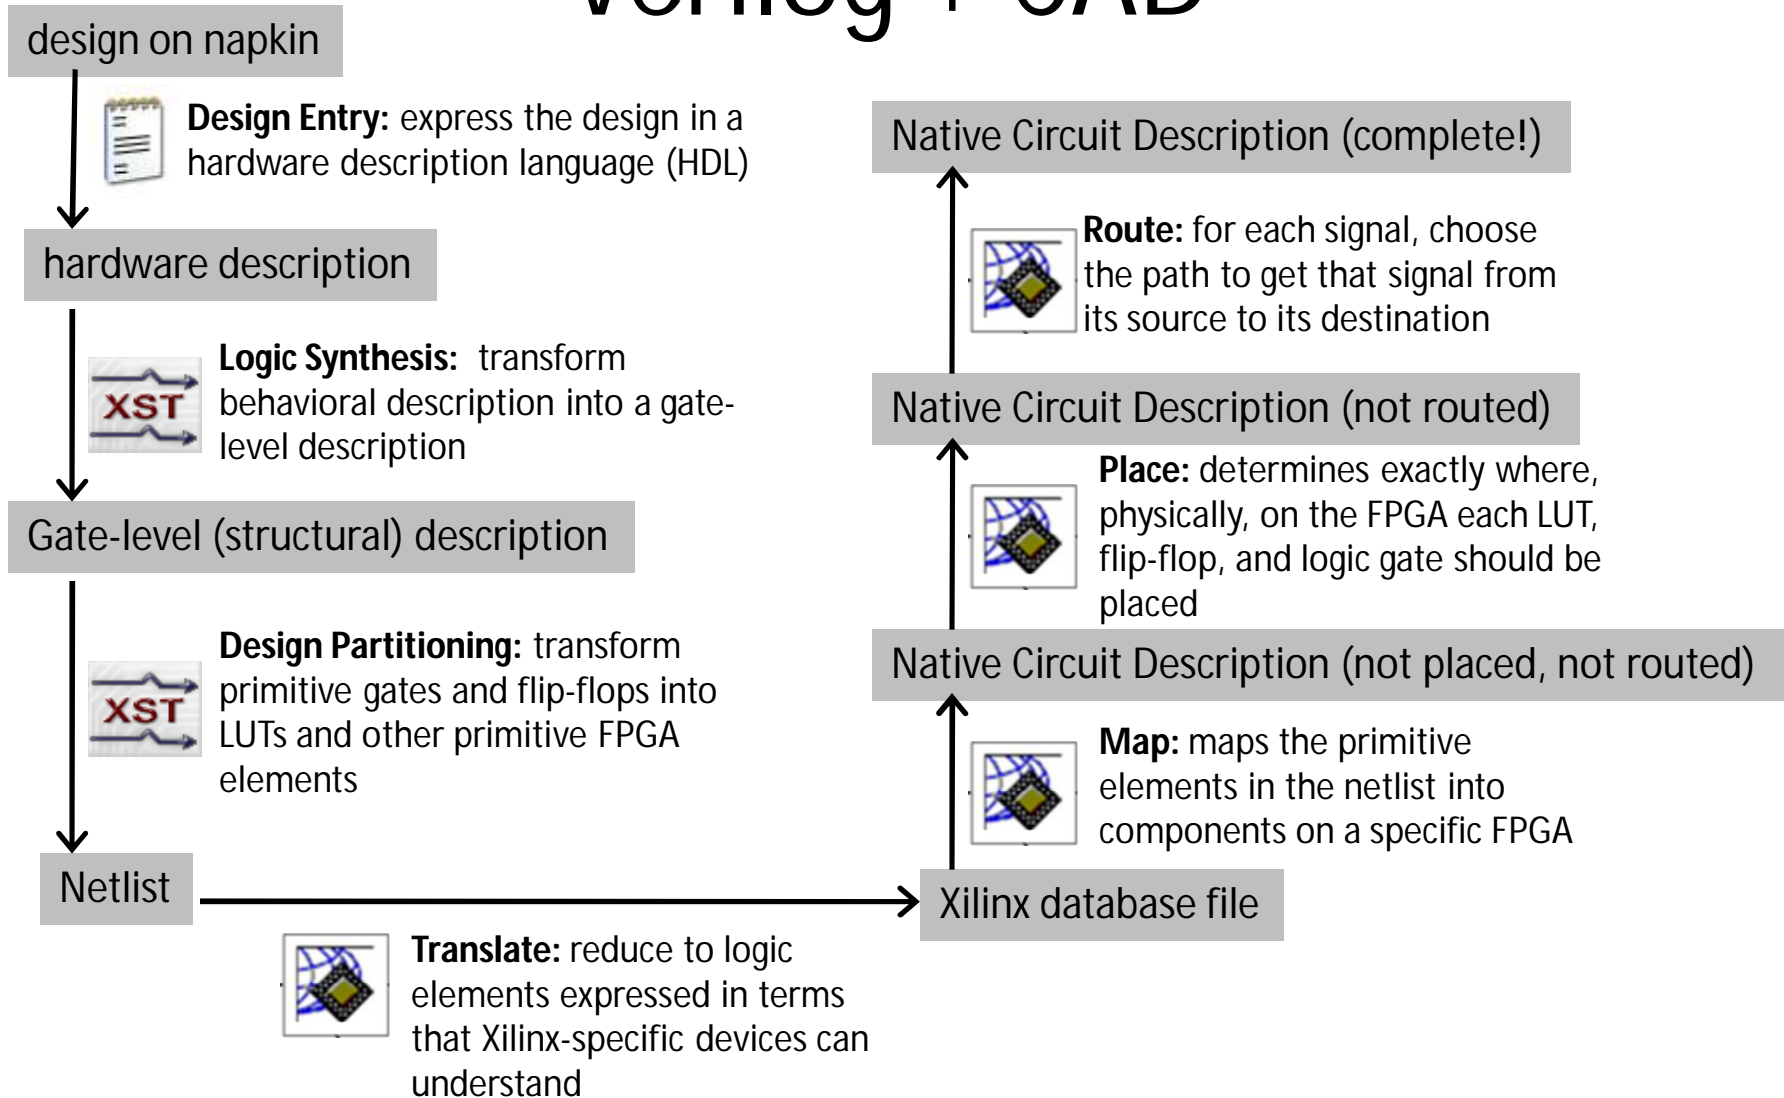 Verilog + CAD
design on napkin
Design Entry: express the design in a
hardware description language (HDL)
hardware description
XST
Logic Synthesis: transform
behavioral description into a gate-
level description
Gate-level (structural) description
XST
Design Partitioning: transform
primitive gates and flip-flops into
LUTs and other primitive FPGA
elements
Netlist
Translate: reduce to logic
elements expressed in terms
that Xilinx-specific devices can
understand
Xilinx database file
Map: maps the primitive
elements in the netlist into
components on a specific FPGA
Native Circuit Description (not placed, not routed)
Place: determines exactly where,
physically, on the FPGA each LUT,
flip-flop, and logic gate should be
placed
Native Circuit Description (not routed)
Route: for each signal, choose
the path to get that signal from
its source to its destination
Native Circuit Description (complete!)